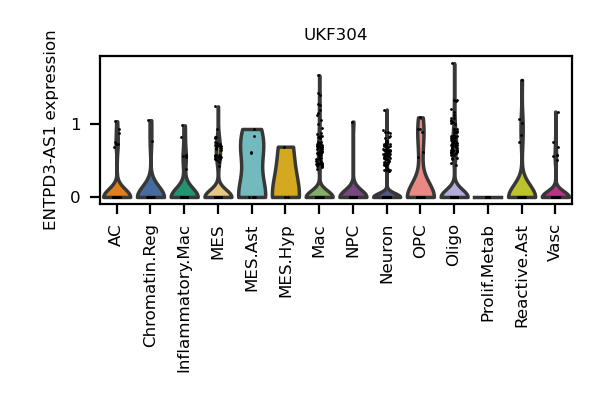 UKF304
ENTPD3-AS1 expression
1
0
AC
Chromatin.Reg
Inflammatory.Mac
MES
MES.Ast
MES.Hyp
Mac
NPC
Neuron
OPC
Oligo
Prolif.Metab
Reactive.Ast
Vasc